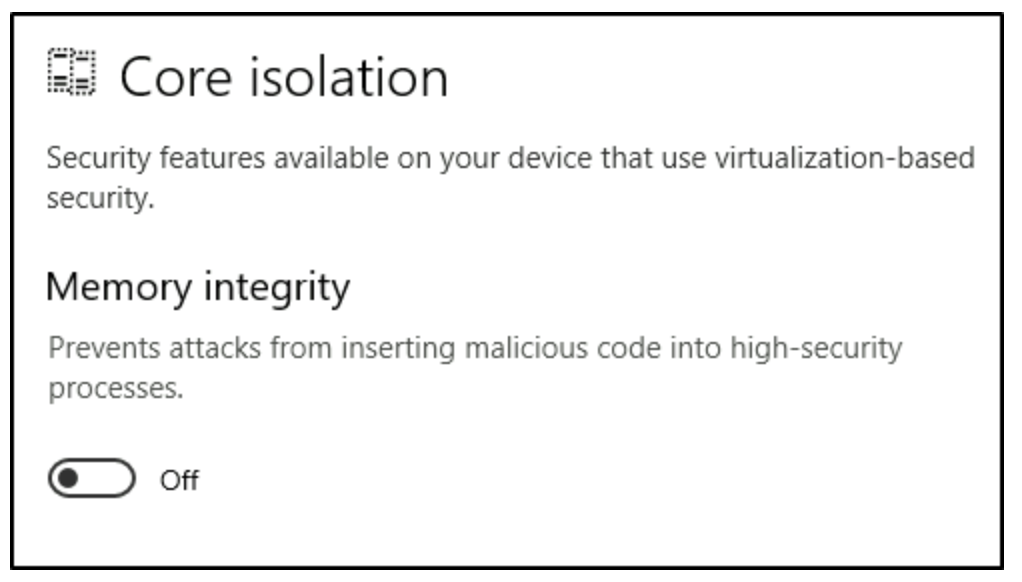 Core isolation
Security features available on your device that use virtualization-based
security.
Memory integrity
Prevents attacks from inserting malicious code into high-security
processes.
Off